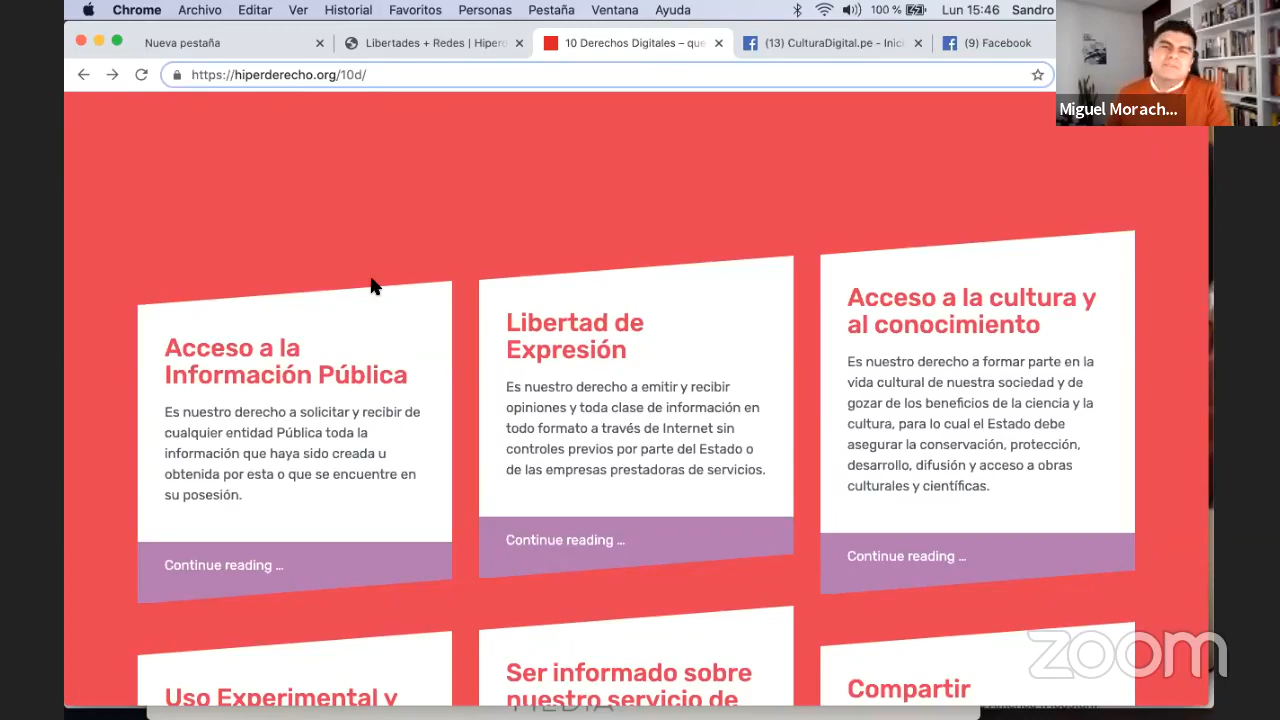 Chrome Archivo Editar Ver Historial Favoritos Personas Pestaña Ventana Ayuda 100 % Lun 15:46 Sandro
Nueva pestaña Libertades + Redes | Hiperd 10 Derechos Digitales – que (13) CulturaDigital.pe - Inici (9) Facebook
https://hiperderecho.org/10d/
Miguel Morach...
Acceso a la
Información Pública
Es nuestro derecho a solicitar y recibir de
cualquier entidad Pública toda la
información que haya sido creada u
obtenida por esta o que se encuentre en
su posesión.
Continue reading ...
Libertad de
Expresión
Es nuestro derecho a emitir y recibir
opiniones y toda clase de información en
todo formato a través de Internet sin
controles previos por parte del Estado o
de las empresas prestadoras de servicios.
Continue reading ...
Acceso a la cultura y
al conocimiento
Es nuestro derecho a formar parte en la
vida cultural de nuestra sociedad y de
gozar de los beneficios de la ciencia y la
cultura, para lo cual el Estado debe
asegurar la conservación, protección,
desarrollo, difusión y acceso a obras
culturales y científicas.
Continue reading ...
Uso Experimental y
Ser informado sobre
nuestro servicio de
Compartir
zoom